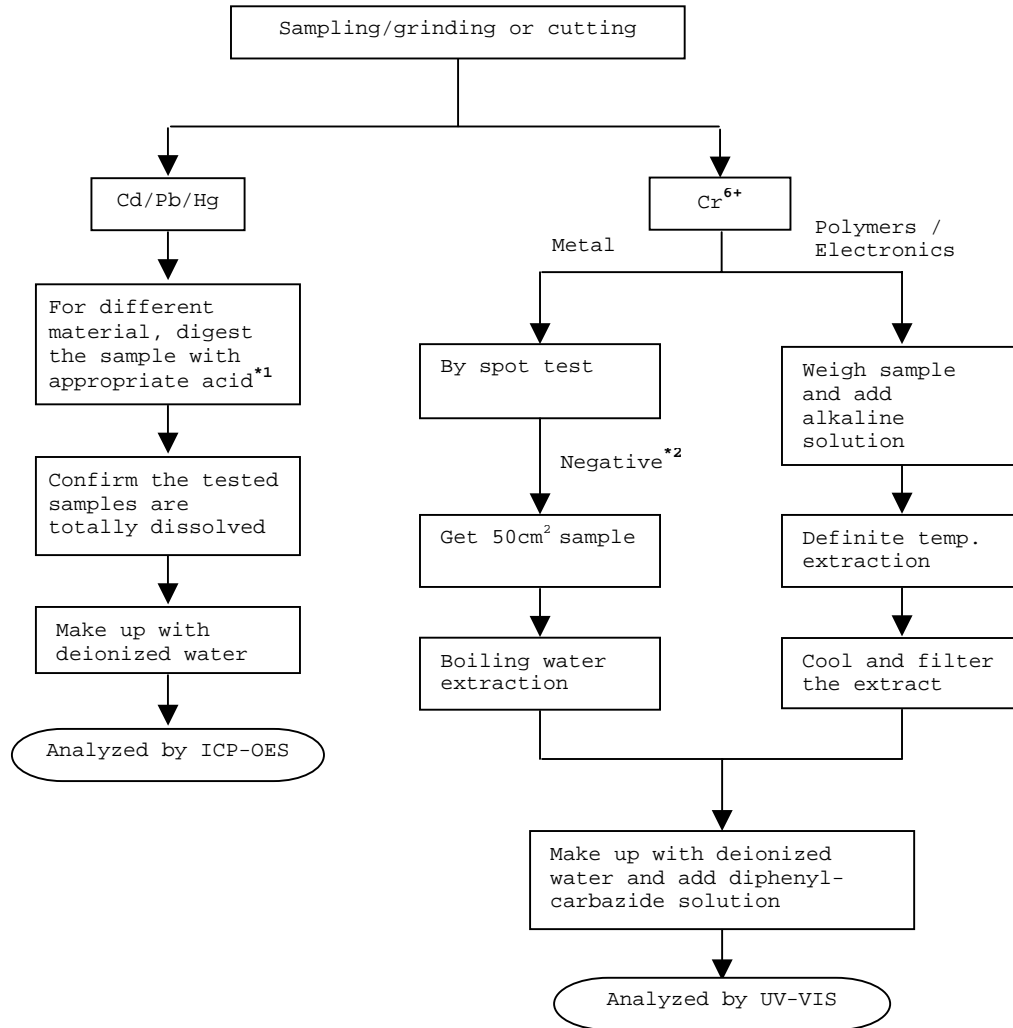 Sampling/grinding or cutting
Cd/Pb/Hg
For different
material, digest
the sample with
appropriate acid*1
Confirm the tested
samples are
totally dissolved
Make up with
deionized water
Analyzed by ICP-OES
Cr6+
Metal
By spot test
Negative*2
Get 50cm2 sample
Boiling water
extraction
Polymers /
Electronics
Weigh sample
and add
alkaline
solution
Definite temp.
extraction
Cool and filter
the extract
Make up with deionized
water and add diphenyl-
carbazide solution
Analyzed by UV-VIS